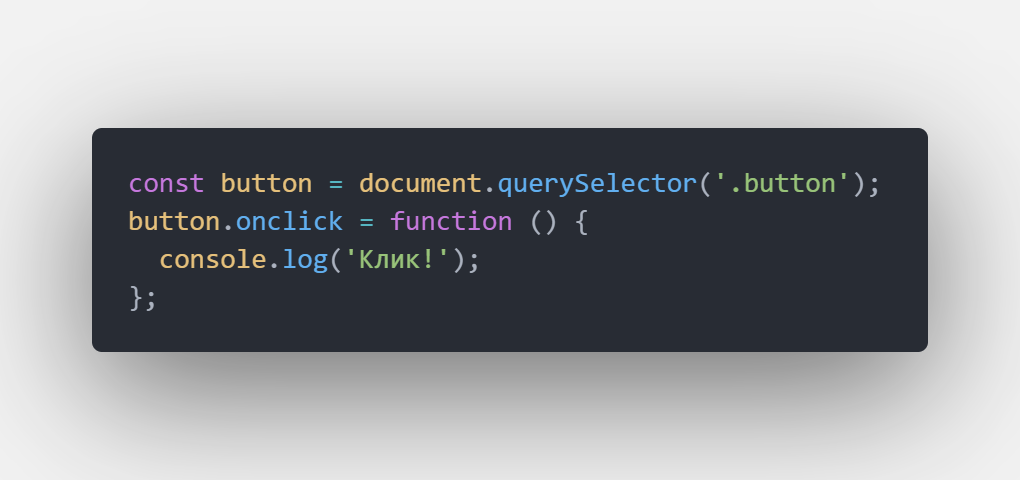 const button = document.querySelector('.button');
button.onclick = function () {
  console.log('Клик!');
};